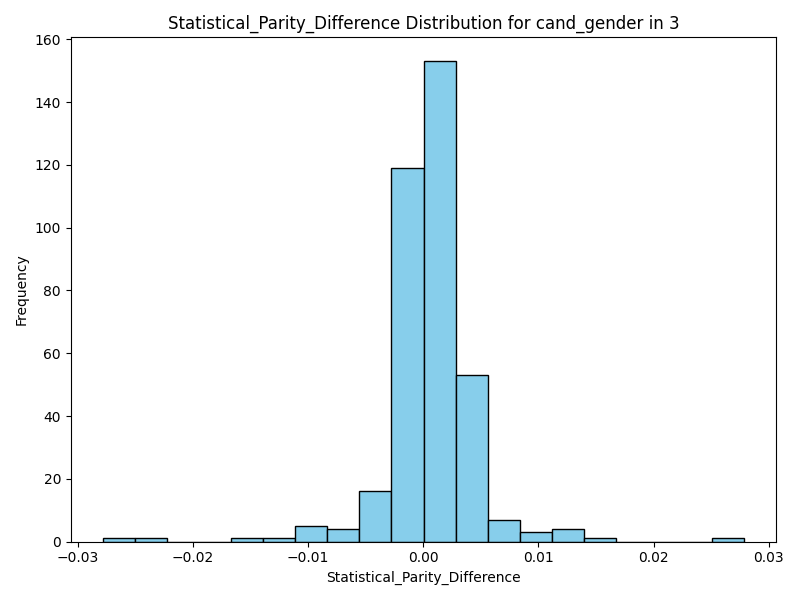 Statistical_Parity_Difference Distribution for cand_gender in 3
160
140
120
100
80
60
40
20
0
Frequency
−0.03 −0.02 −0.01 0.00 0.01 0.02 0.03
Statistical_Parity_Difference